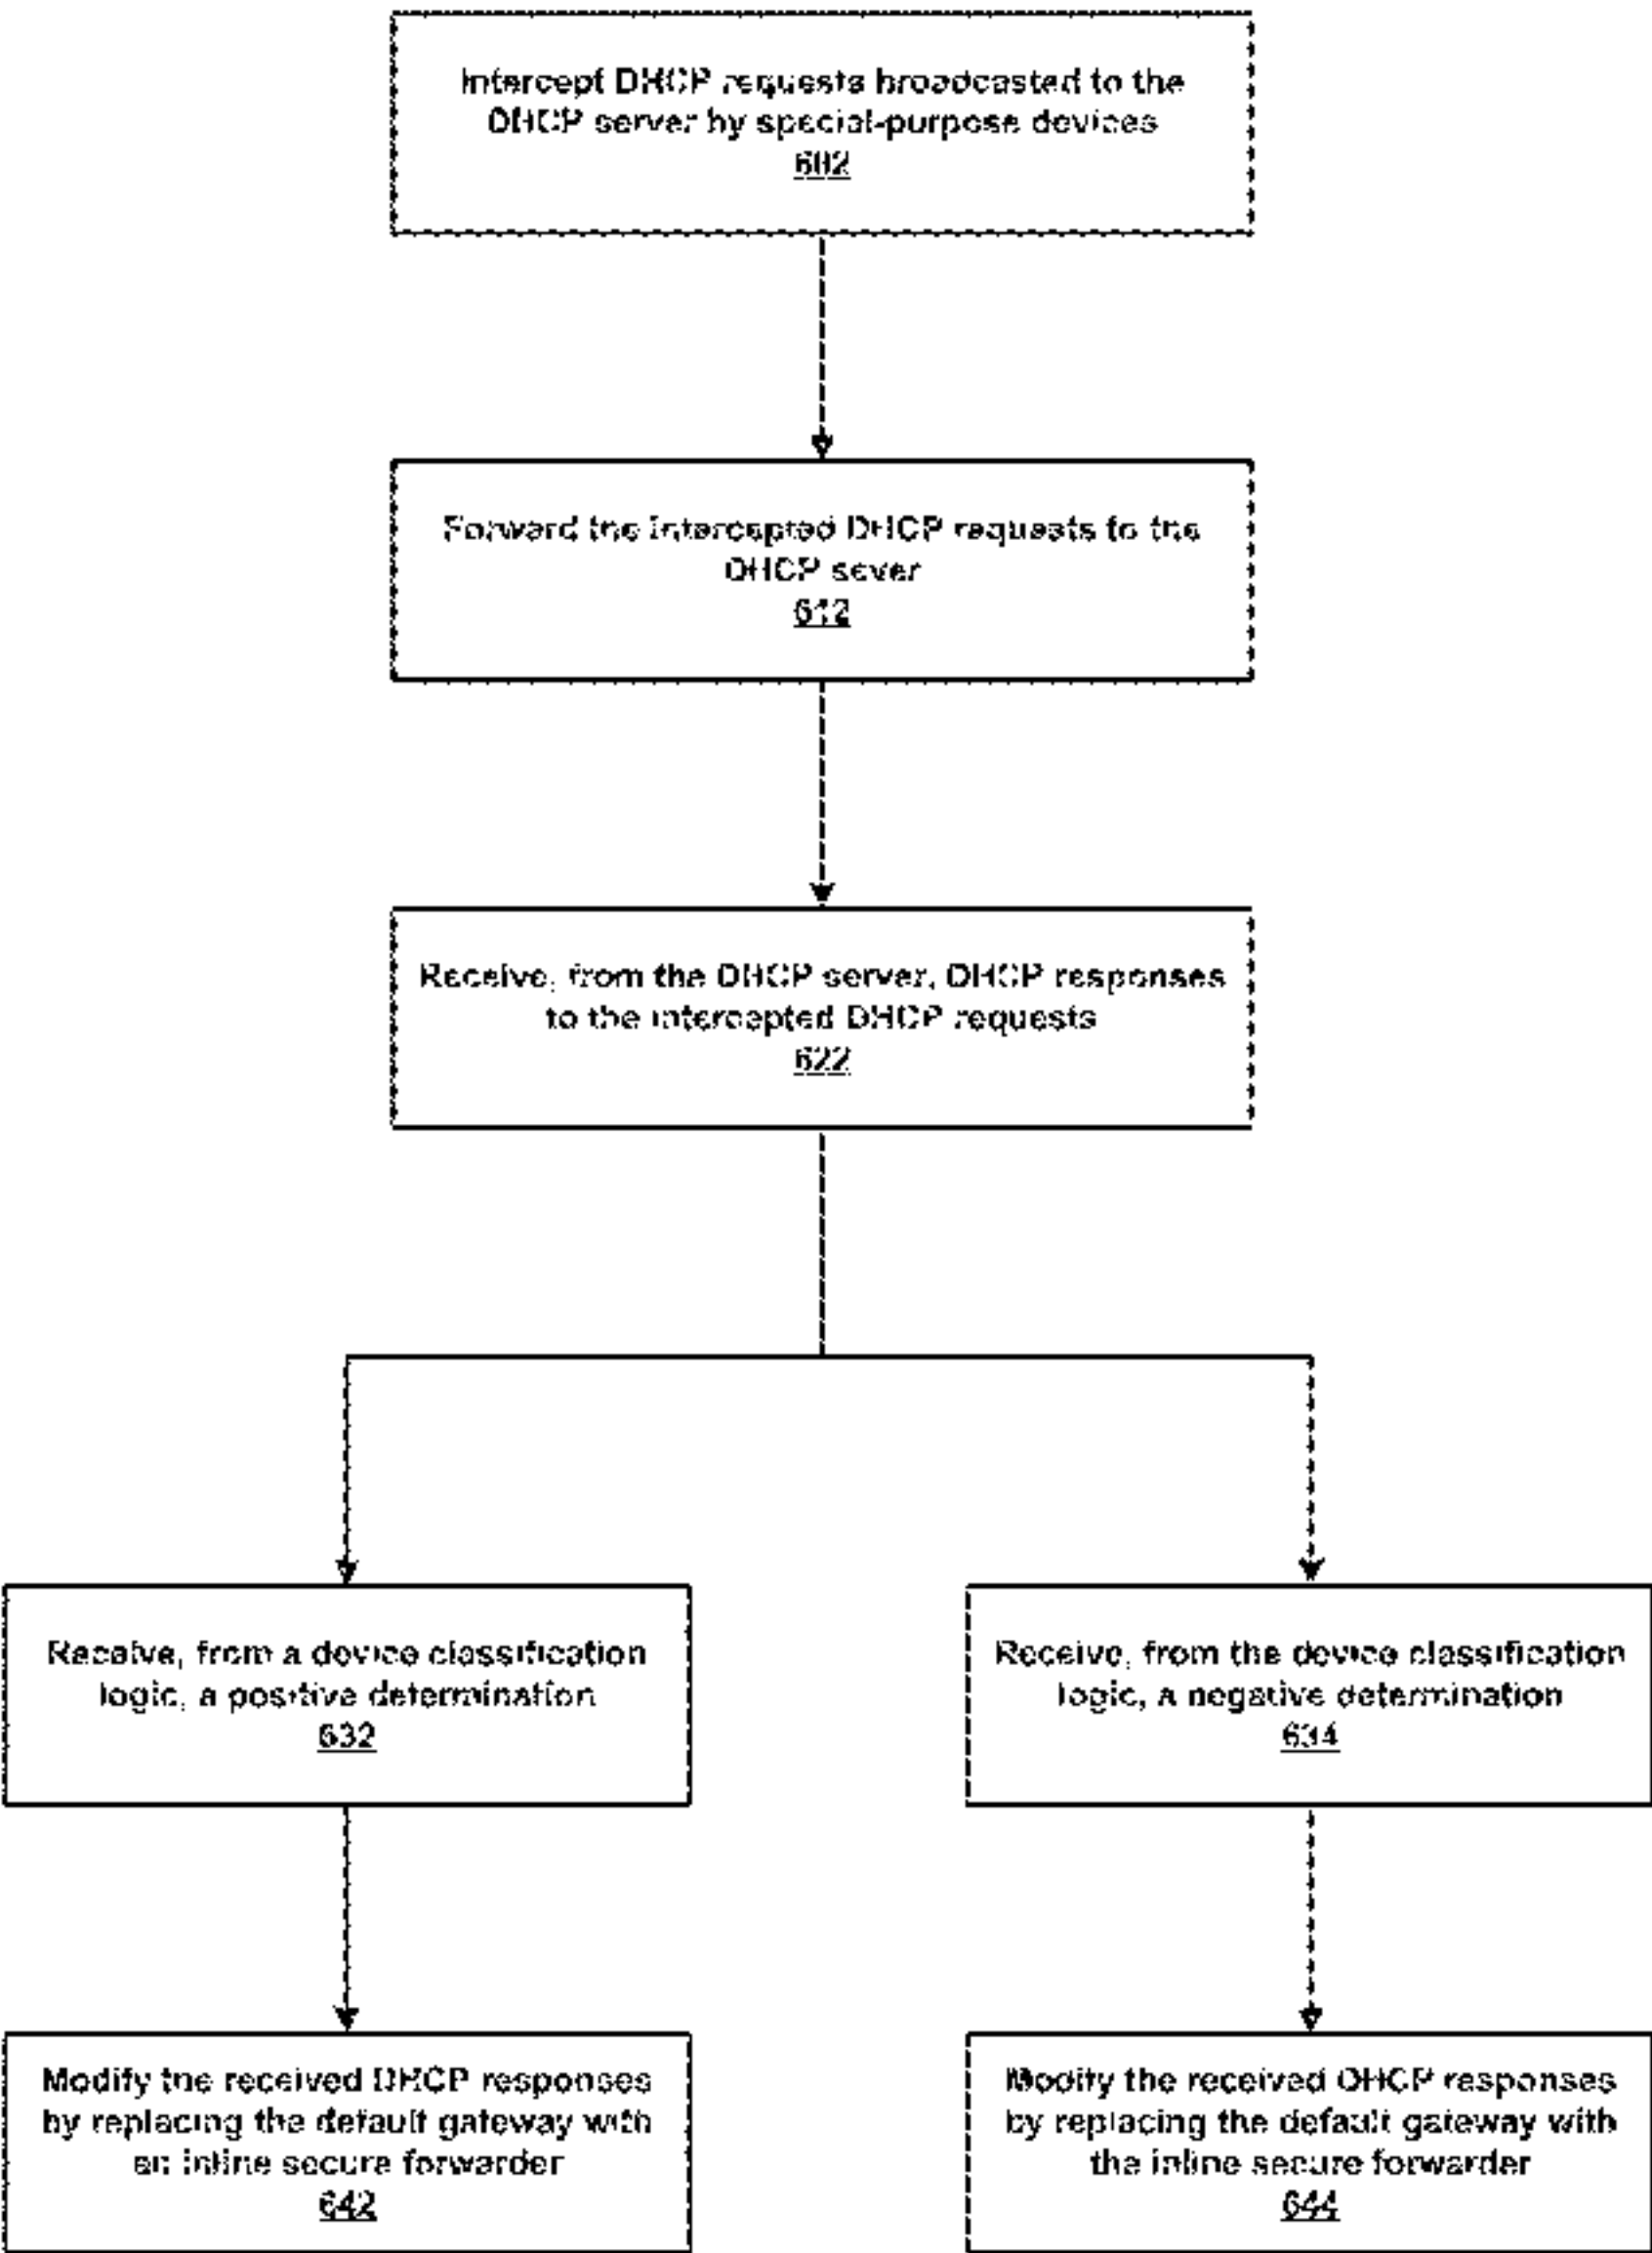 Intercept DHCP requests broadcasted to the
DHCP server by special-purpose devices
602
Forward the intercepted DHCP requests to the
DHCP sever
612
Receive, from the DHCP server, DHCP responses
to the intercepted DHCP requests
622
Receive, from a device classification
logic, a positive determination
632
Receive, from the device classification
logic, a negative determination
634
Modify the received DHCP responses
by replacing the default gateway with
an inline secure forwarder
642
Modify the received DHCP responses
by replacing the default gateway with
the inline secure forwarder
644